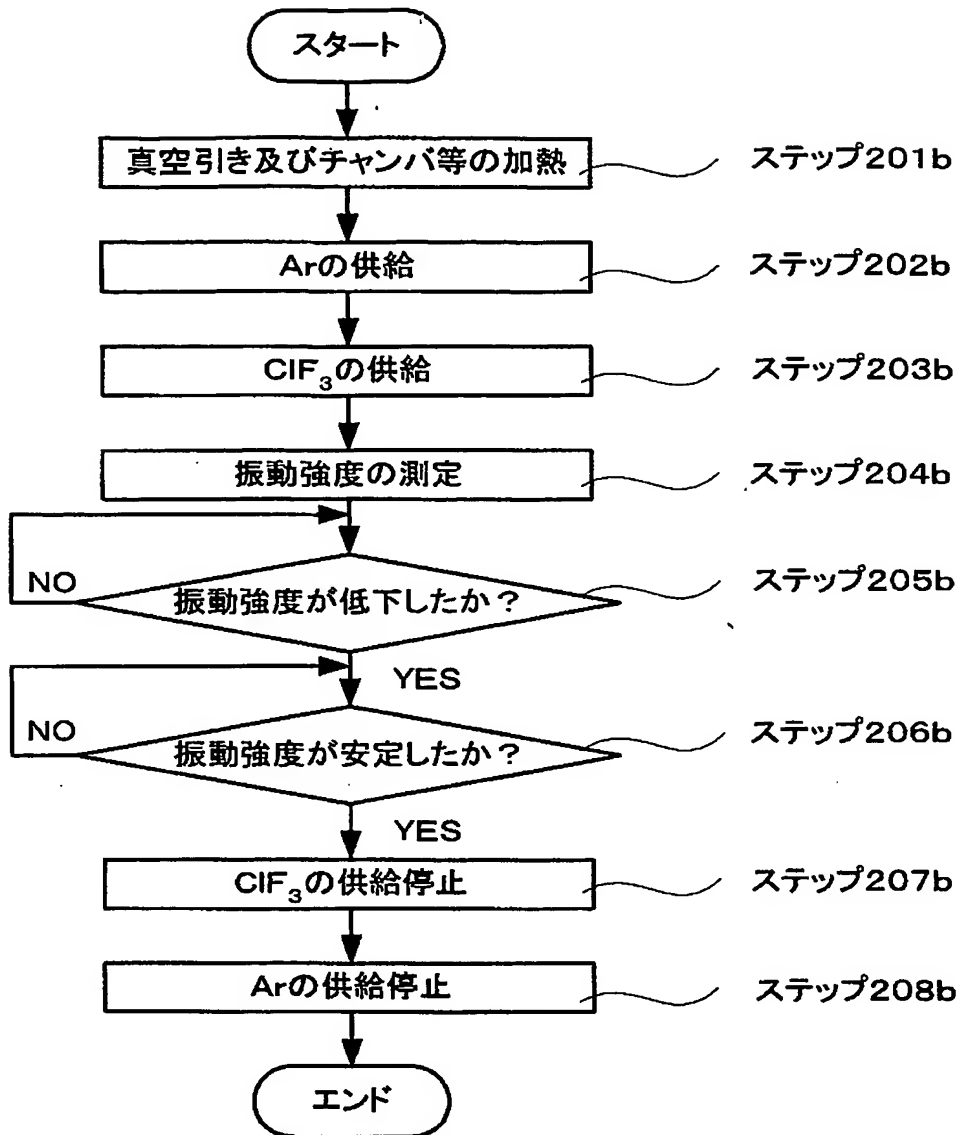 スタート
真空引き及びチャンバ等の加熱 ステップ201b
Arの供給 ステップ202b
ClF₃の供給 ステップ203b
振動強度の測定 ステップ204b
NO 振動強度が低下したか? ステップ205b
YES
NO 振動強度が安定したか? ステップ206b
YES
ClF₃の供給停止 ステップ207b
Arの供給停止 ステップ208b
エンド